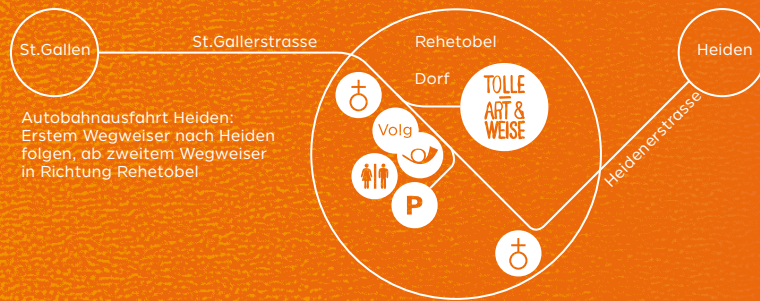 St.Gallen
St.Gallerstrasse
Rehetobel
Heiden
Dorf
TOLLE
ART &
WEISE
Volg
P
Heidenerstrasse
Autobahnausfahrt Heiden:
Erstem Wegweiser nach Heiden
folgen, ab zweitem Wegweiser
in Richtung Rehetobel